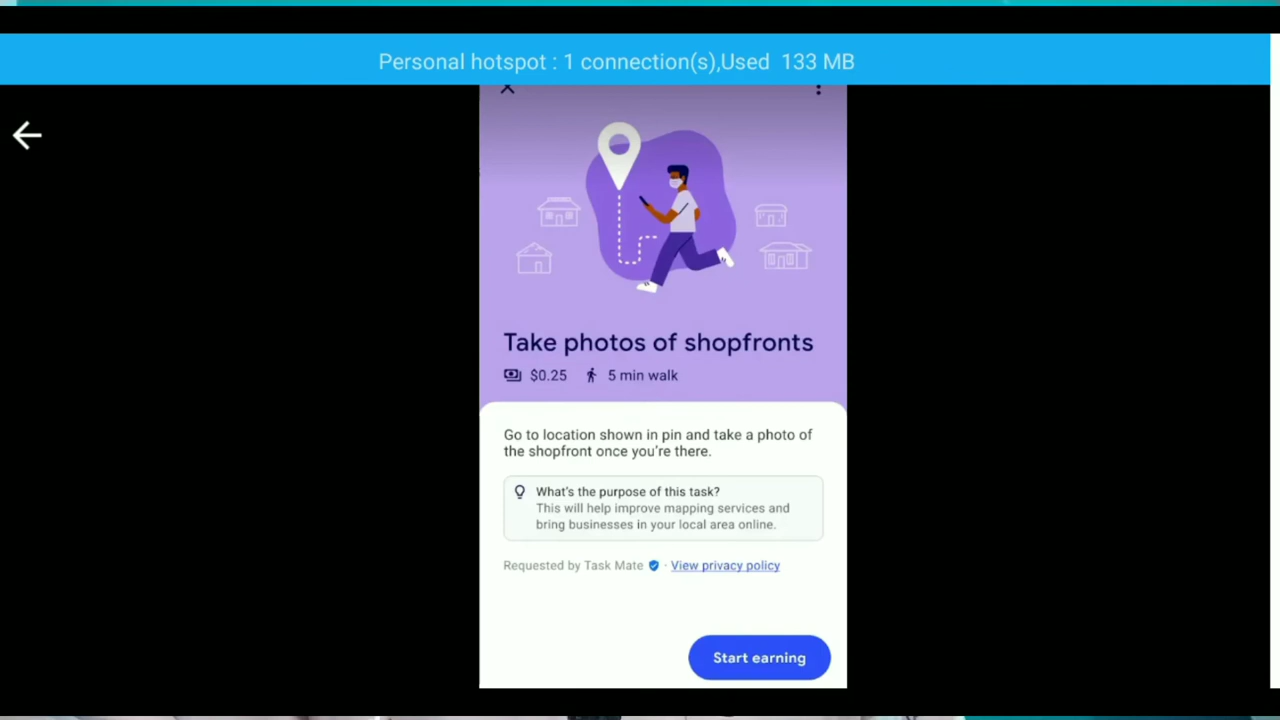 Personal hotspot : 1 connection(s),Used 133 MB
Take photos of shopfronts
$0.25 5 min walk
Go to location shown in pin and take a photo of
the shopfront once you're there.
What's the purpose of this task?
This will help improve mapping services and
bring businesses in your local area online.
Requested by Task Mate · View privacy policy
Start earning